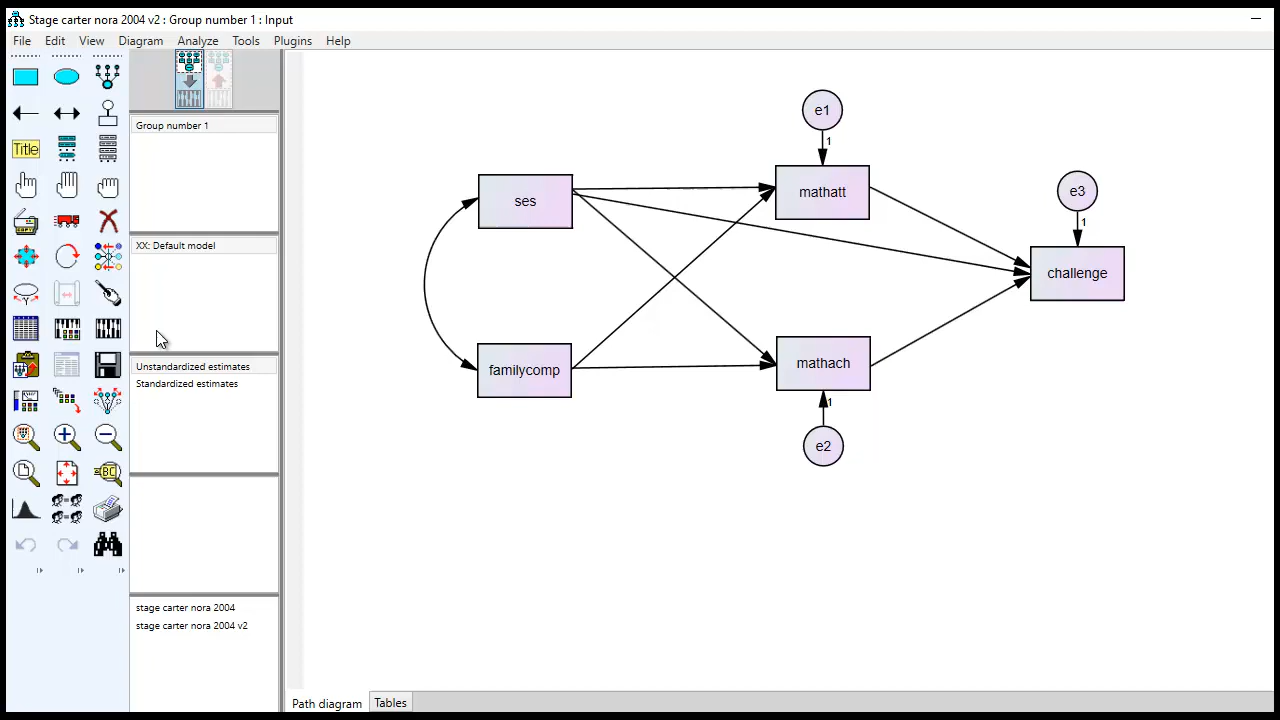 Stage carter nora 2004 v2 : Group number 1 : Input
File Edit View Diagram Analyze Tools Plugins Help
Title
Group number 1
XX: Default model
Unstandardized estimates
Standardized estimates
stage carter nora 2004
stage carter nora 2004 v2
e1
1
ses
mathatt
e3
1
challenge
familycomp
mathach
1
e2
Path diagram
Tables